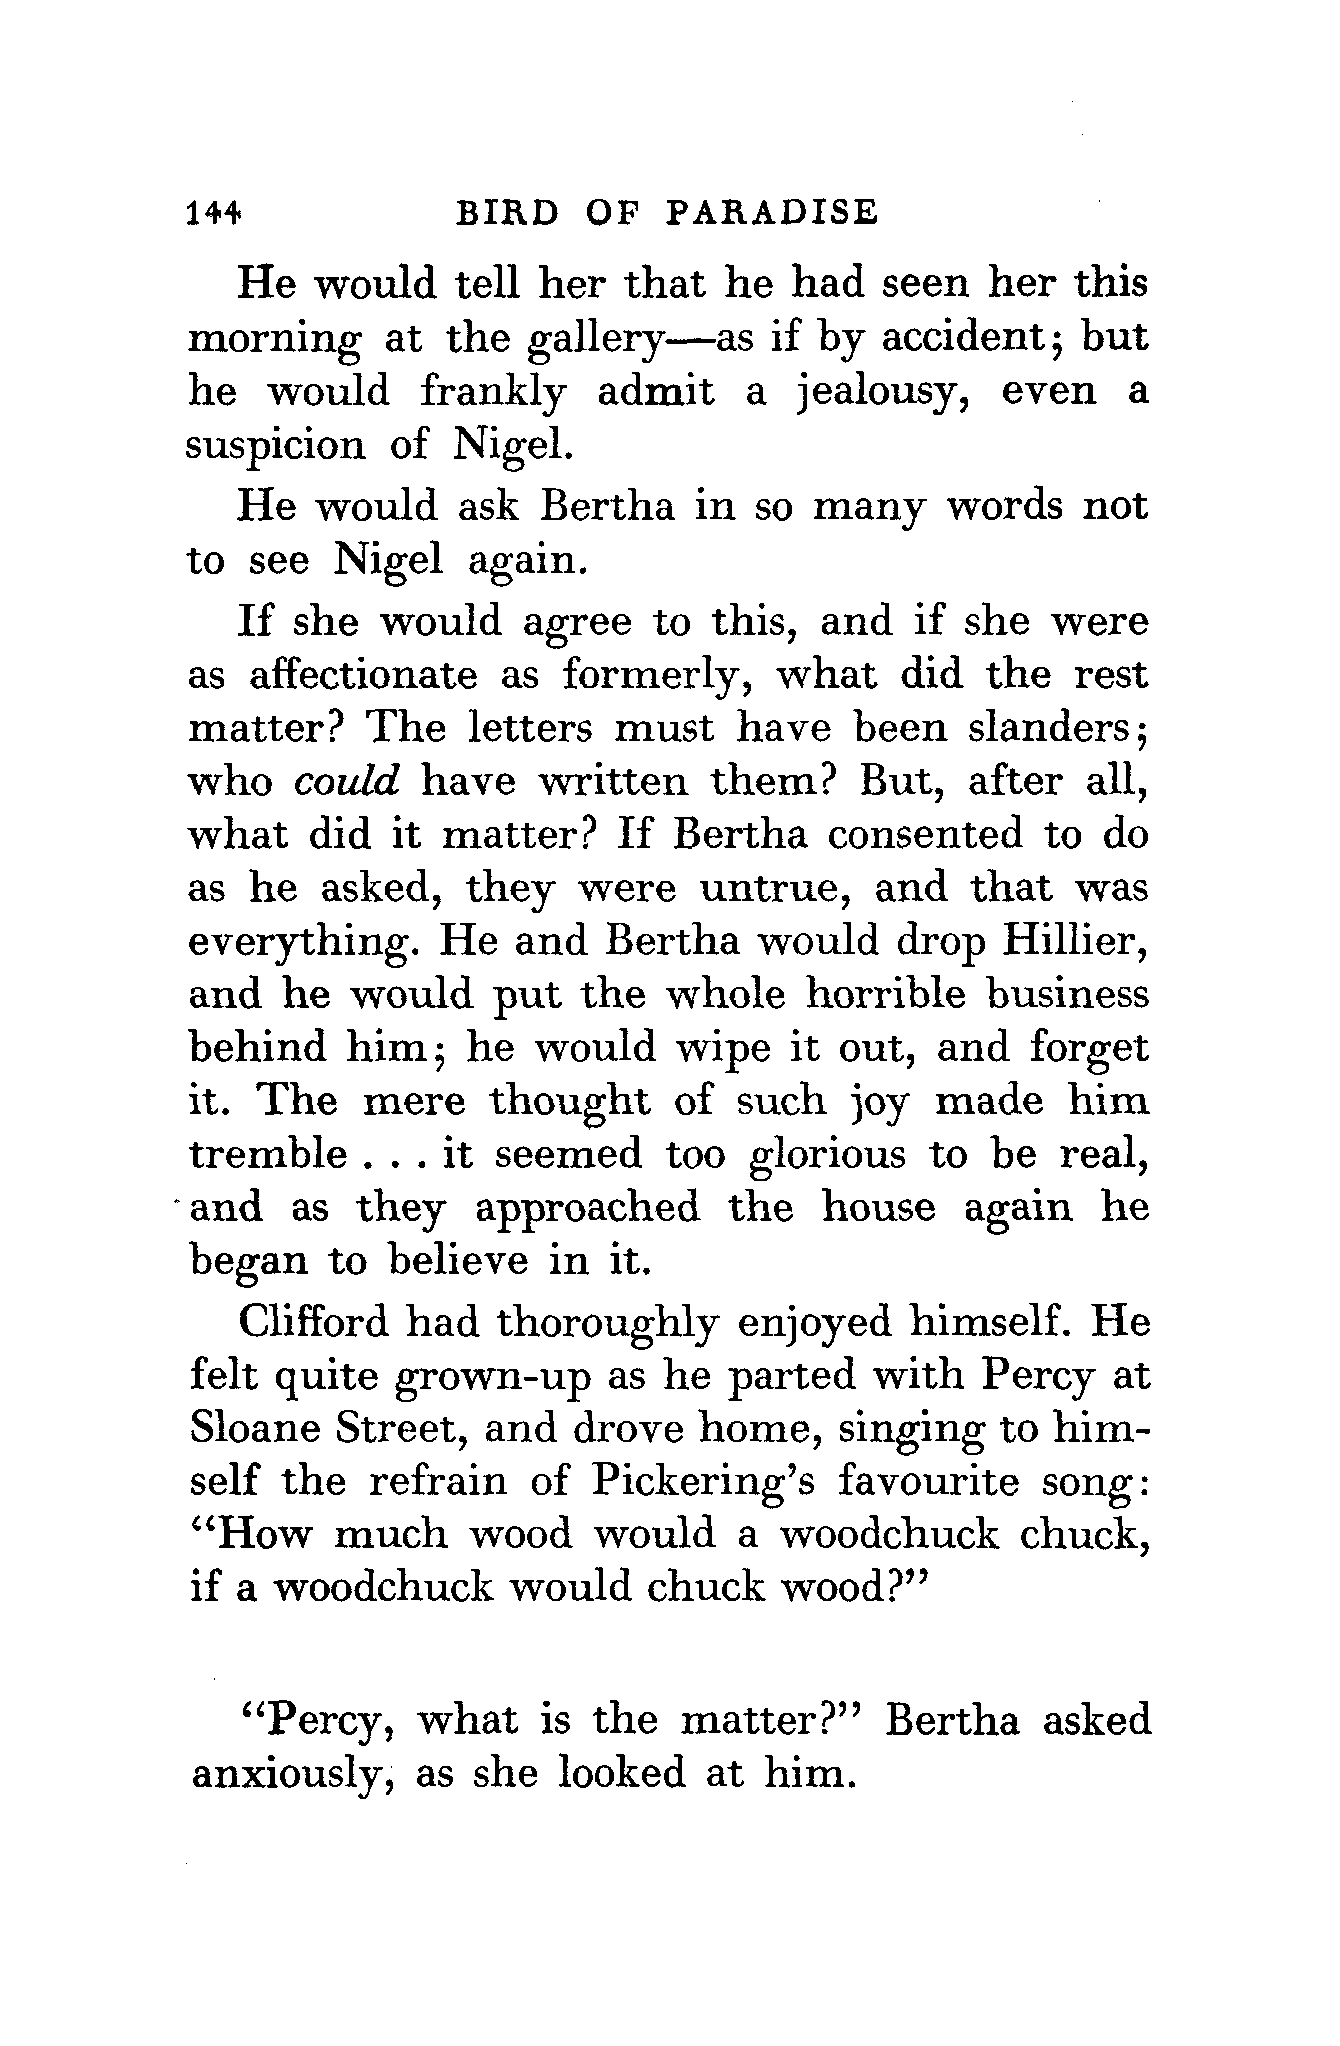 144 BIRD OF PARADISE
He would tell her that he had seen her this
morning at the gallery—as if by accident; but
he would frankly admit a jealousy, even a
suspicion of Nigel.
He would ask Bertha in so many words not
to see Nigel again.
If she would agree to this, and if she were
as affectionate as formerly, what did the rest
matter? The letters must have been slanders;
who could have written them? But, after all,
what did it matter? If Bertha consented to do
as he asked, they were untrue, and that was
everything. He and Bertha would drop Hillier,
and he would put the whole horrible business
behind him; he would wipe it out, and forget
it. The mere thought of such joy made him
tremble . . . it seemed too glorious to be real,
and as they approached the house again he
began to believe in it.
Clifford had thoroughly enjoyed himself. He
felt quite grown-up as he parted with Percy at
Sloane Street, and drove home, singing to him-
self the refrain of Pickering's favourite song:
“How much wood would a woodchuck chuck,
if a woodchuck would chuck wood?”
“Percy, what is the matter?” Bertha asked
anxiously, as she looked at him.